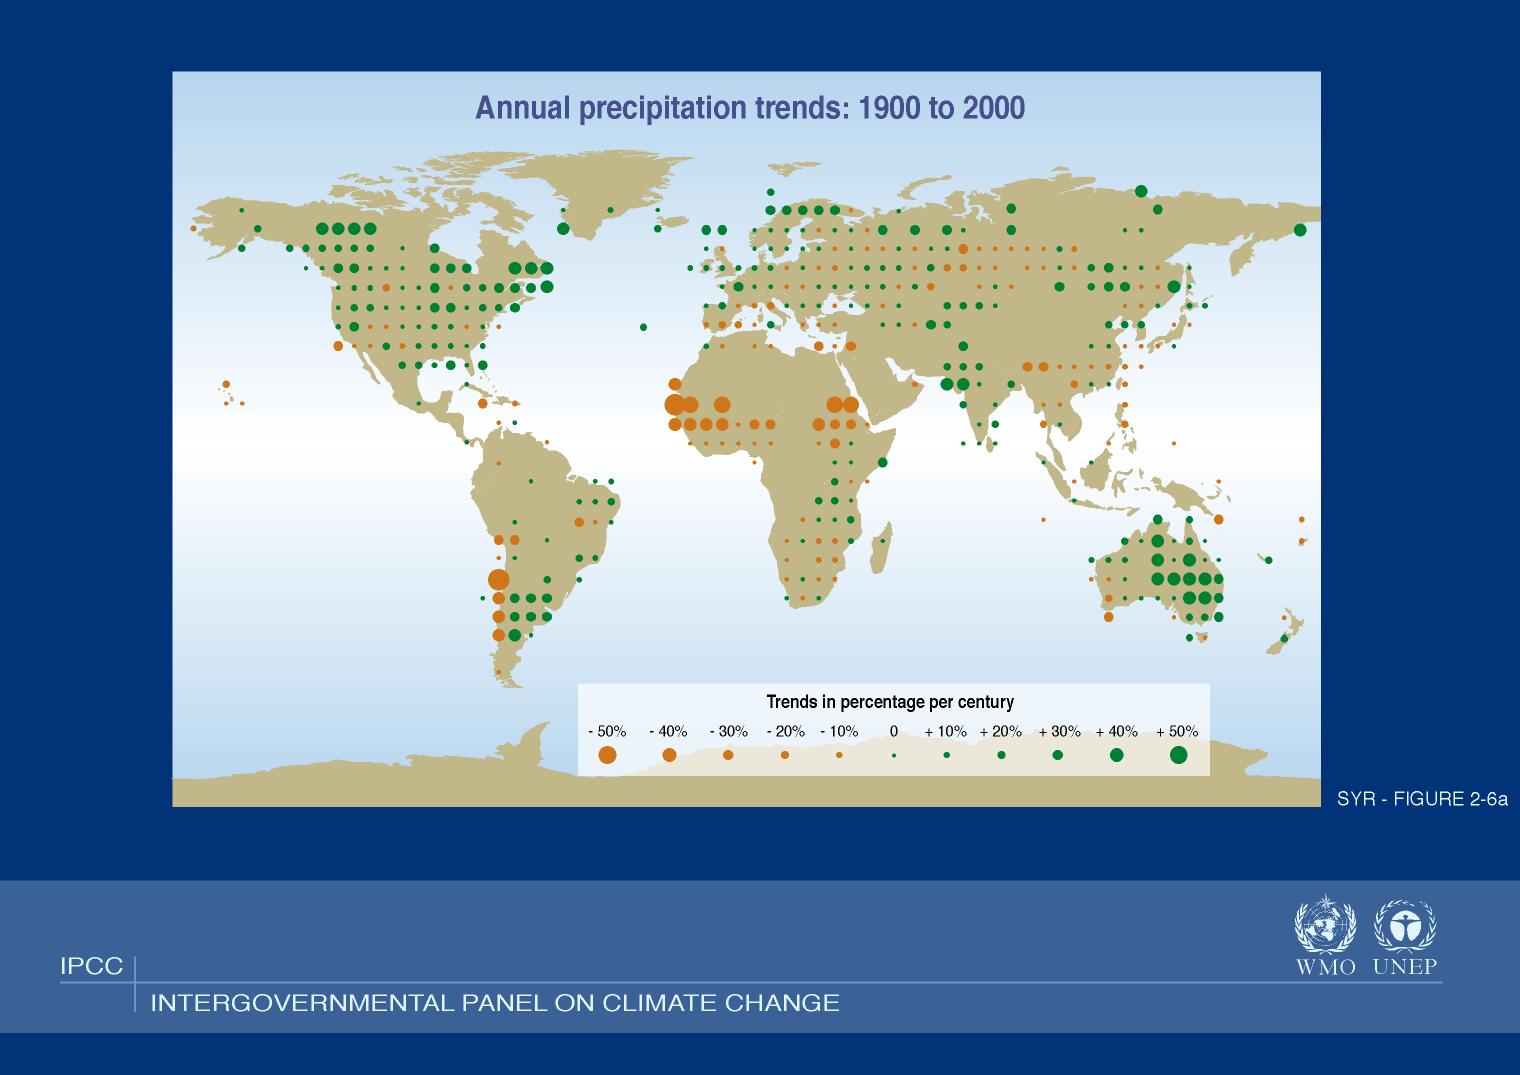 Annual precipitation trends: 1900 to 2000
Trends in percentage per century
- 50% - 40% - 30% - 20% - 10% 0 + 10% + 20% + 30% + 40% + 50%
SYR - FIGURE 2-6a
WMO UNEP
IPCC
INTERGOVERNMENTAL PANEL ON CLIMATE CHANGE